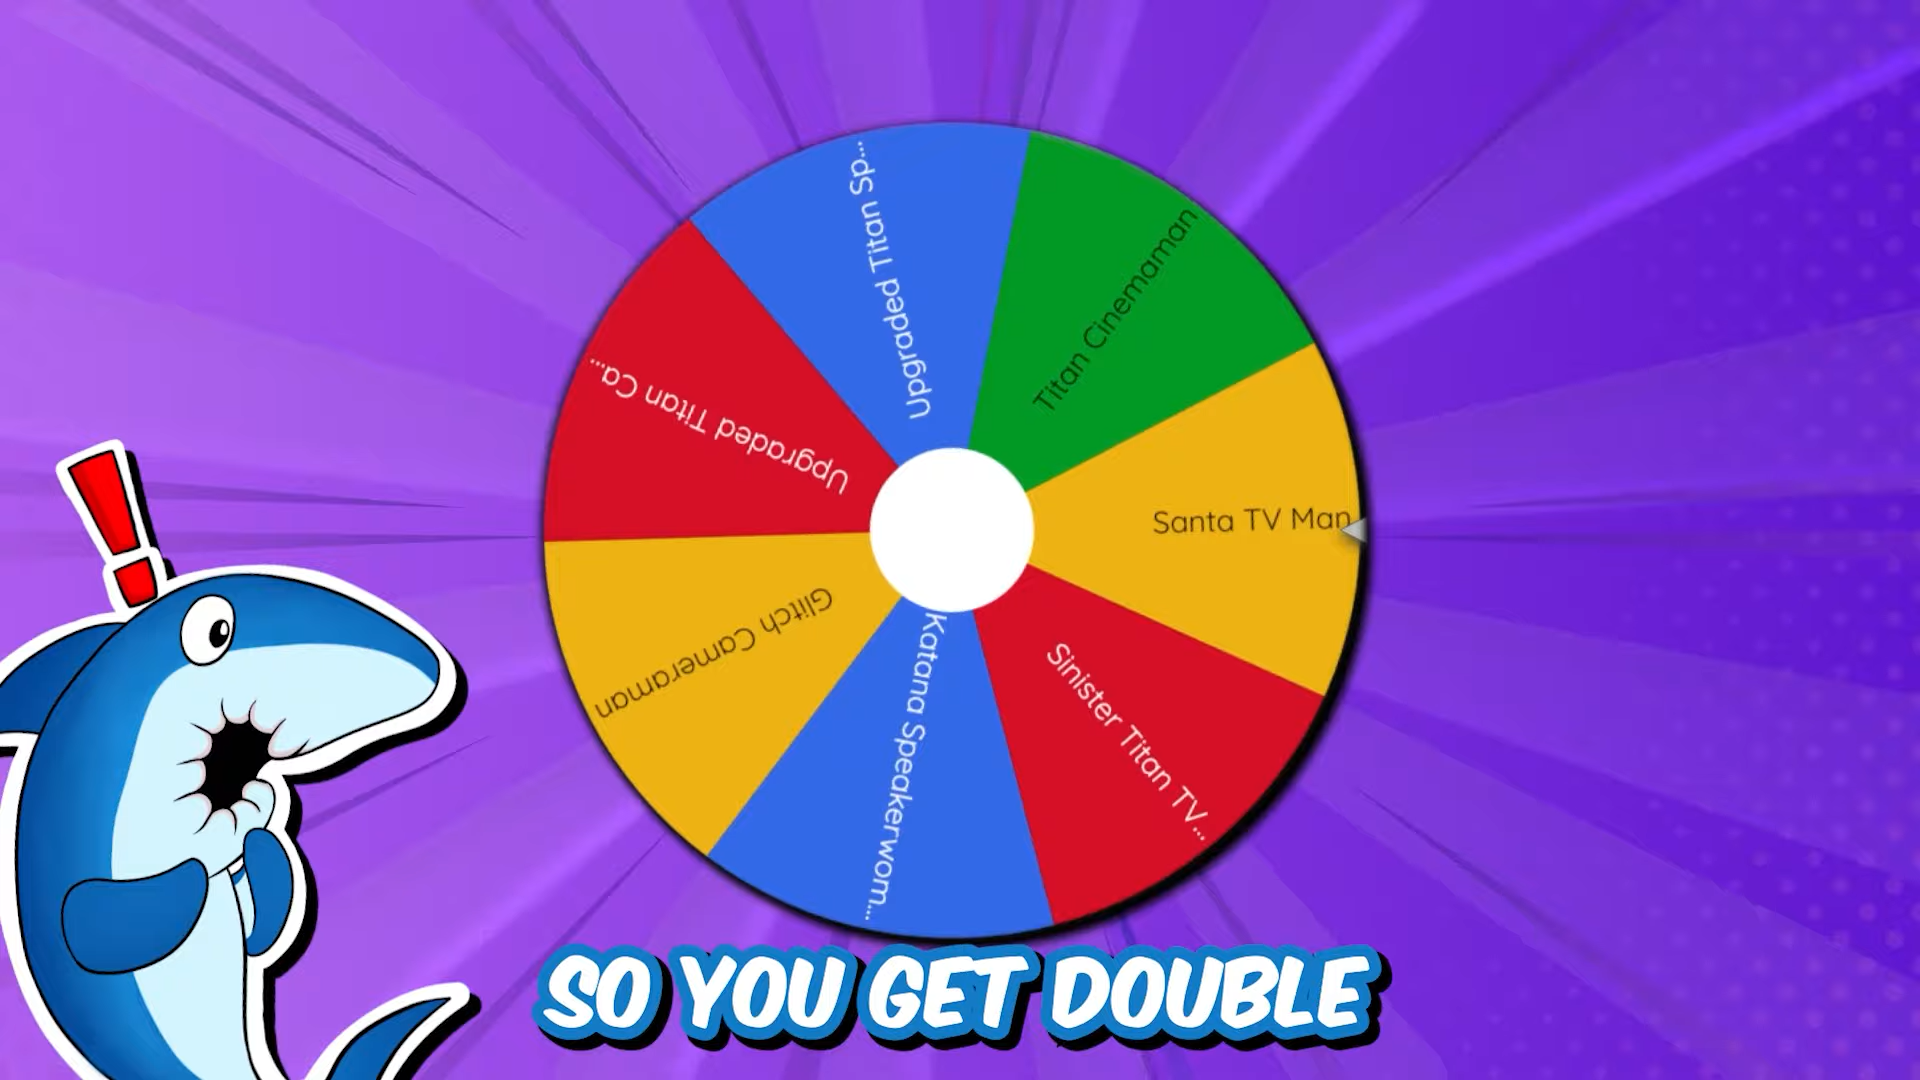 Upgraded Titan Sp...
Titan Cinemaman
Upgraded Titan Ca...
Santa TV Man
Glitch Cameraman
Katana Speakerwom...
Sinister Titan TV...
SO YOU GET DOUBLE